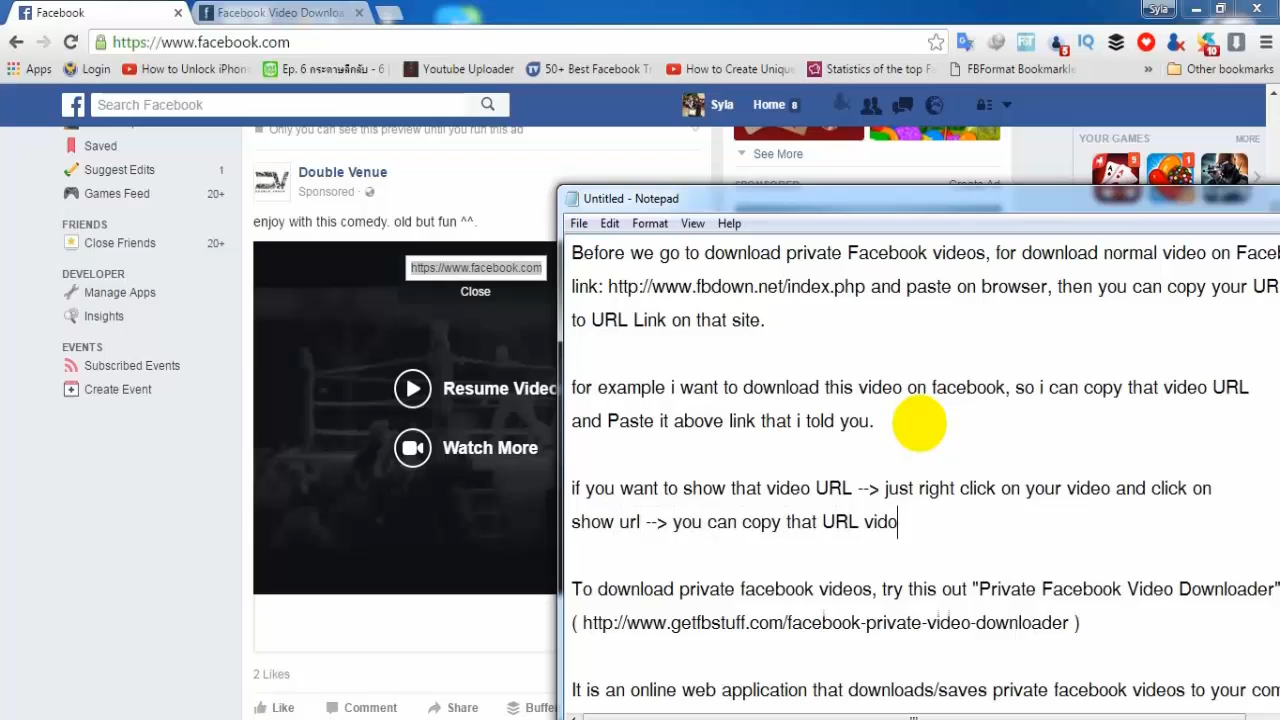 Facebook
Facebook Video Downlo
Syla
https://www.facebook.com
Apps
Login
How to Unlock iPhon
Ep. 6
Youtube Uploader
50+ Best Facebook T
How to Create Uniqu
Statistics of the top F
FBFormat Bookmarkle
»
Other bookmarks
5
10
Search Facebook
Syla
Home 8
Only you can see this preview until you run this ad
Saved
Suggest Edits 1
Games Feed 20+
FRIENDS
Close Friends 20+
DEVELOPER
Manage Apps
Insights
EVENTS
Subscribed Events
Create Event
Double Venue
Sponsored ·
enjoy with this comedy. old but fun ^^.
https://www.facebook.com
Close
Resume Video
Watch More
2 Likes
Like
Comment
Share
Buffe
See More
Create Ad
YOUR GAMES
MORE
Untitled - Notepad
File Edit Format View Help
Before we go to download private Facebook videos, for download normal video on Faceb
link: http://www.fbdown.net/index.php and paste on browser, then you can copy your UR
to URL Link on that site.
for example i want to download this video on facebook, so i can copy that video URL
and Paste it above link that i told you.
if you want to show that video URL --> just right click on your video and click on
show url --> you can copy that URL vido
To download private facebook videos, try this out "Private Facebook Video Downloader"
( http://www.getfbstuff.com/facebook-private-video-downloader )
It is an online web application that downloads/saves private facebook videos to your com